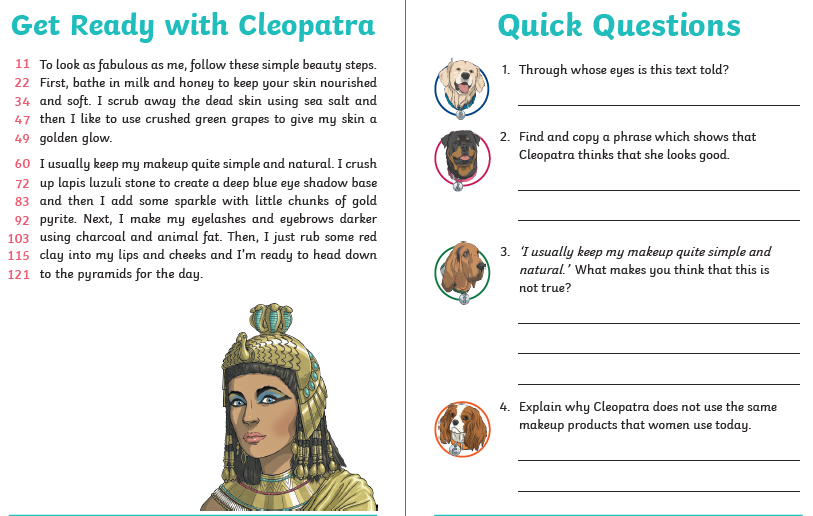 Get Ready with Cleopatra
11 To look as fabulous as me, follow these simple beauty steps.
22 First, bathe in milk and honey to keep your skin nourished
34 and soft. I scrub away the dead skin using sea salt and
47 then I like to use crushed green grapes to give my skin a
49 golden glow.
60 I usually keep my makeup quite simple and natural. I crush
72 up lapis luzuli stone to create a deep blue eye shadow base
83 and then I add some sparkle with little chunks of gold
92 pyrite. Next, I make my eyelashes and eyebrows darker
103 using charcoal and animal fat. Then, I just rub some red
115 clay into my lips and cheeks and I'm ready to head down
121 to the pyramids for the day.
Quick Questions
1. Through whose eyes is this text told?
2. Find and copy a phrase which shows that
Cleopatra thinks that she looks good.
3. ‘I usually keep my makeup quite simple and
natural.’ What makes you think that this is
not true?
4. Explain why Cleopatra does not use the same
makeup products that women use today.